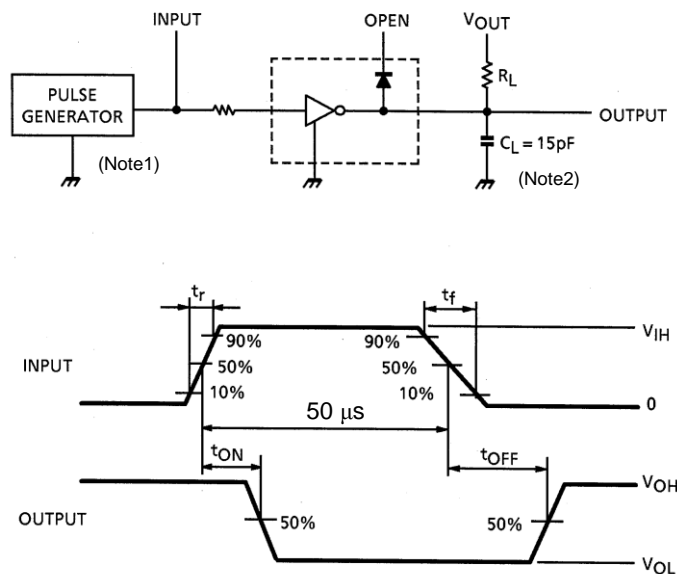 INPUT
OPEN
VOUT
RL
PULSE
GENERATOR
OUTPUT
(Note1)
CL = 15pF
(Note2)
tr
tf
90%
90%
VIH
INPUT
50%
50%
10%
10%
0
50 μs
tON
tOFF
VOH
OUTPUT
50%
50%
VOL